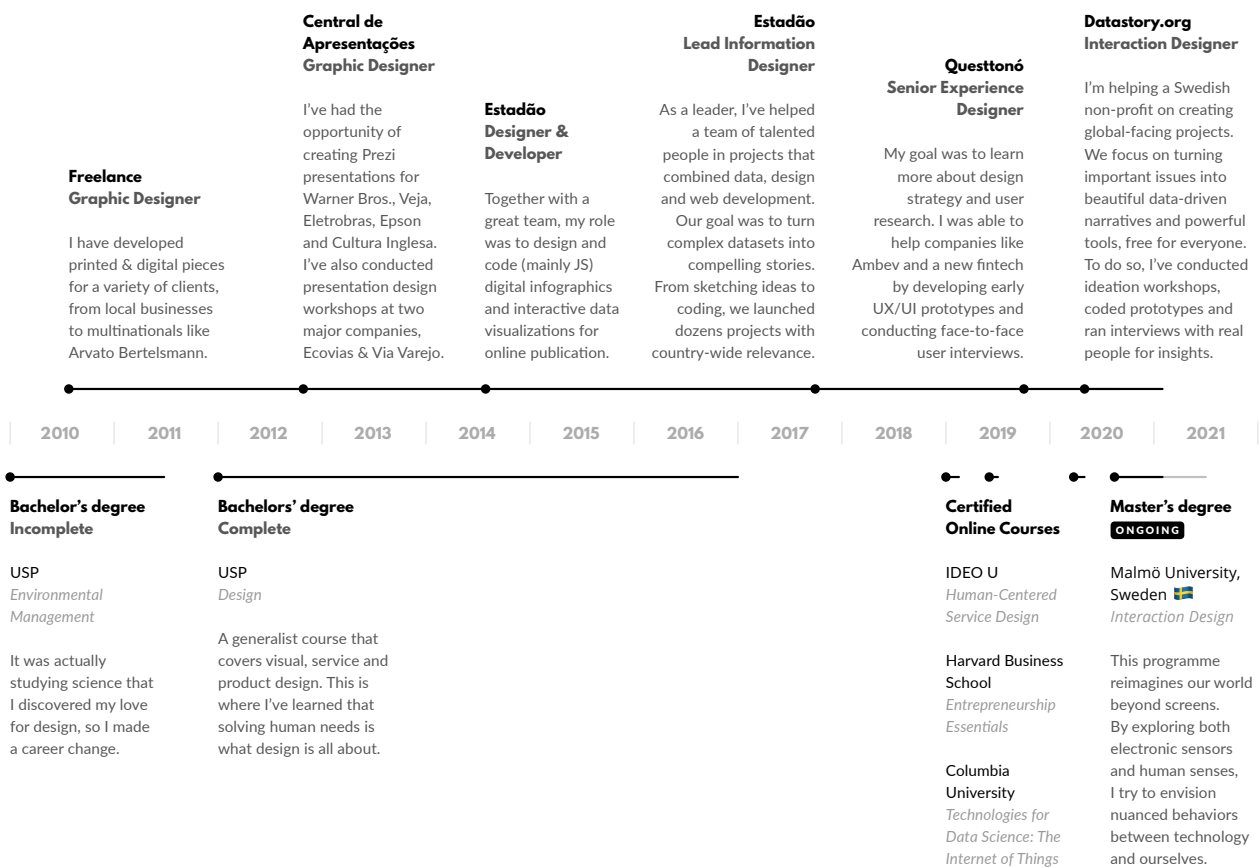 Freelance
Graphic Designer
I have developed
printed & digital pieces
for a variety of clients,
from local businesses
to multinationals like
Arvato Bertelsmann.
Central de
Apresentações
Graphic Designer
I’ve had the
opportunity of
creating Prezi
presentations for
Warner Bros., Veja,
Eletrobras, Epson
and Cultura Inglesa.
I’ve also conducted
presentation design
workshops at two
major companies,
Ecovias & Via Varejo.
Estadão
Designer &
Developer
Together with a
great team, my role
was to design and
code (mainly JS)
digital infographics
and interactive data
visualizations for
online publication.
Estadão
Lead Information
Designer
As a leader, I’ve helped
a team of talented
people in projects that
combined data, design
and web development.
Our goal was to turn
complex datasets into
compelling stories.
From sketching ideas to
coding, we launched
dozens projects with
country-wide relevance.
Questtonó
Senior Experience
Designer
My goal was to learn
more about design
strategy and user
research. I was able to
help companies like
Ambev and a new fintech
by developing early
UX/UI prototypes and
conducting face-to-face
user interviews.
Datastory.org
Interaction Designer
I’m helping a Swedish
non-profit on creating
global-facing projects.
We focus on turning
important issues into
beautiful data-driven
narratives and powerful
tools, free for everyone.
To do so, I’ve conducted
ideation workshops,
coded prototypes and
ran interviews with real
people for insights.
2010 2011 2012 2013 2014 2015 2016 2017 2018 2019 2020 2021
Bachelor’s degree
Incomplete
USP
Environmental
Management
It was actually
studying science that
I discovered my love
for design, so I made
a career change.
Bachelors’ degree
Complete
USP
Design
A generalist course that
covers visual, service and
product design. This is
where I’ve learned that
solving human needs is
what design is all about.
Certified
Online Courses
IDEO U
Human-Centered
Service Design
Harvard Business
School
Entrepreneurship
Essentials
Columbia
University
Technologies for
Data Science: The
Internet of Things
Master’s degree
ONGOING
Malmö University,
Sweden 🇸🇪
Interaction Design
This programme
reimagines our world
beyond screens.
By exploring both
electronic sensors
and human senses,
I try to envision
nuanced behaviors
between technology
and ourselves.